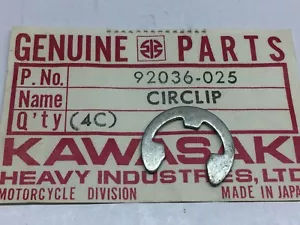 GENUINE PARTS
P. No. 92036-025
Name CIRCLIP
Q'ty (4C)
KAWASAKI
HEAVY INDUSTRIES, LTD
MOTORCYCLE DIVISION MADE IN JAPAN